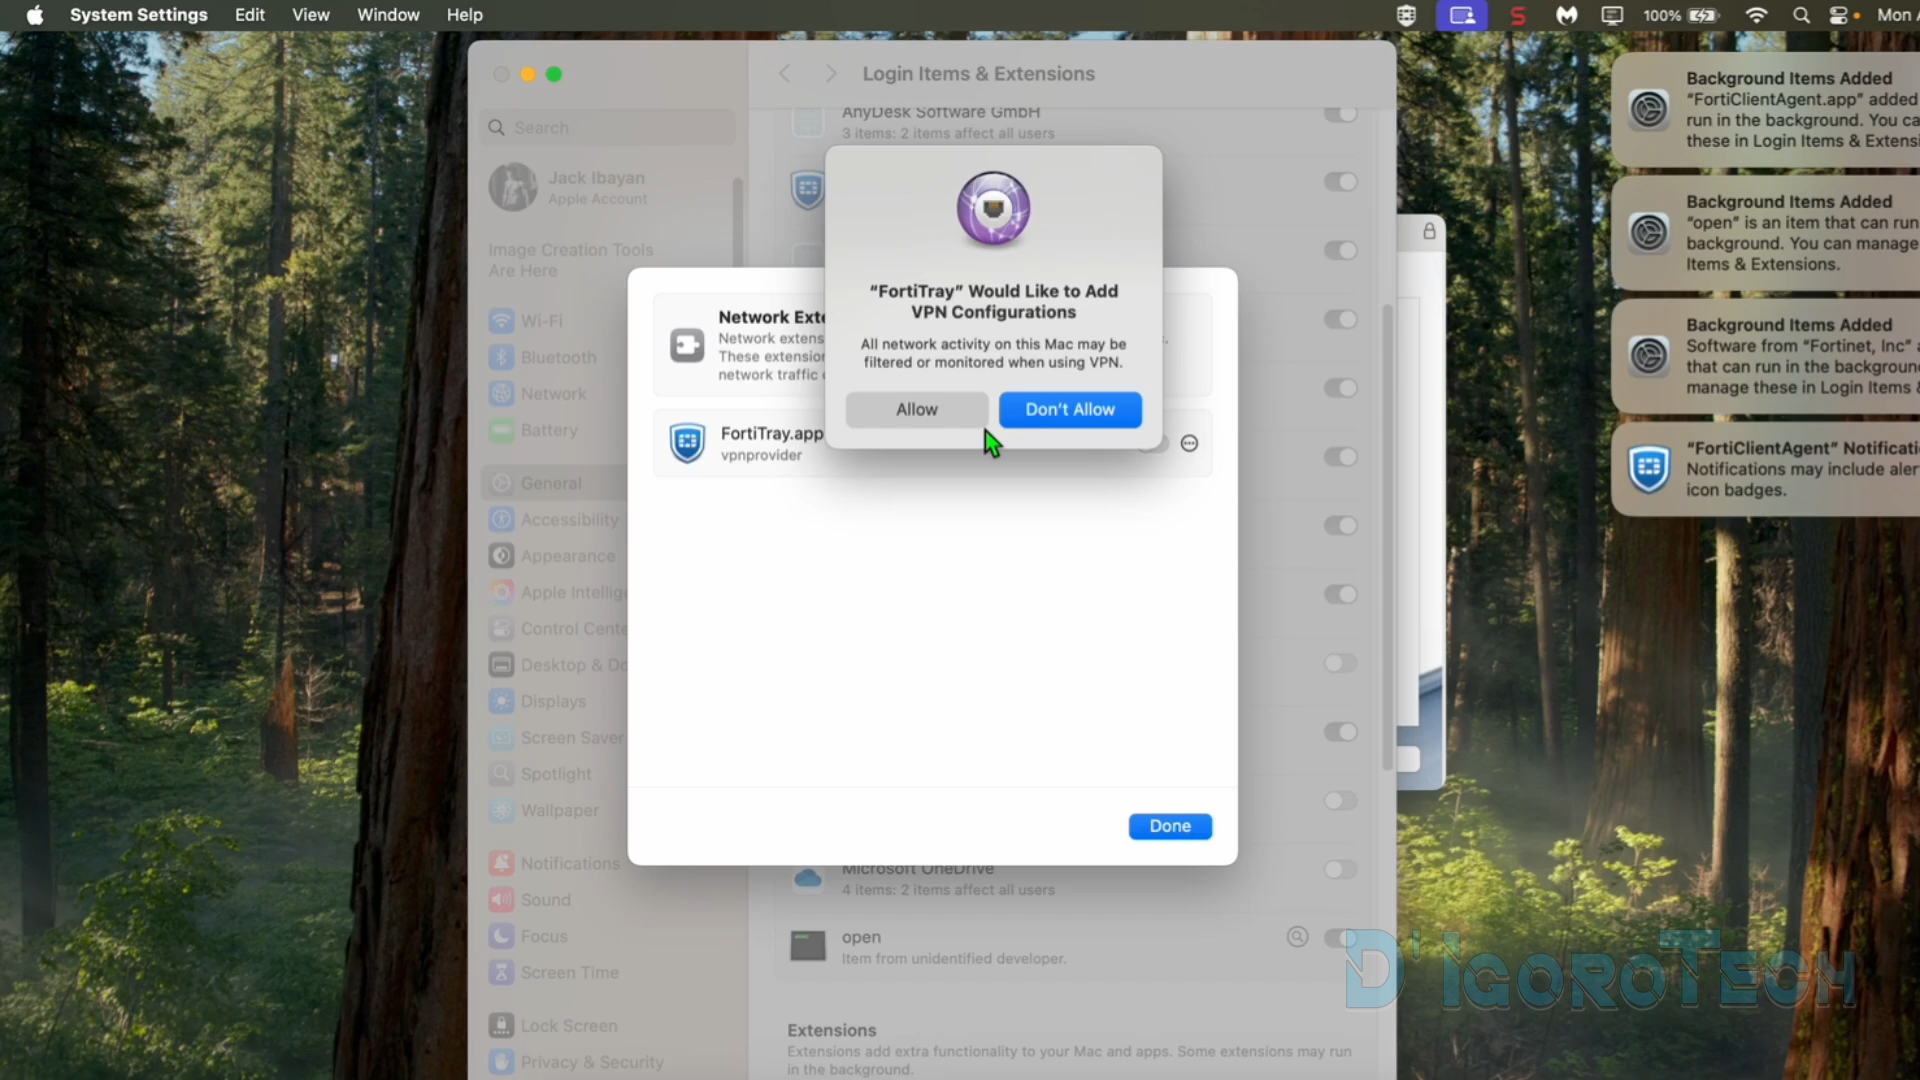 System Settings Edit View Window Help
100%
Mon
Login Items & Extensions
Search
Jack Ibayan
Apple Account
Image Creation Tools
Are Here
Wi-Fi
Bluetooth
Network
Battery
General
Accessibility
Appearance
Apple Intellig
Control Cente
Desktop & Do
Displays
Screen Saver
Spotlight
Wallpaper
Notifications
Sound
Focus
Screen Time
Lock Screen
Privacy & Security
AnyDesk Software GmbH
3 items: 2 items affect all users
“FortiTray” Would Like to Add
VPN Configurations
All network activity on this Mac may be
filtered or monitored when using VPN.
Allow
Don’t Allow
Network Exte
Network extens
These extension
network traffic
FortiTray.app
vpnprovider
Done
Microsoft OneDrive
4 items: 2 items affect all users
open
Item from unidentified developer.
Extensions
Extensions add extra functionality to your Mac and apps. Some extensions may run
in the background.
Background Items Added
“FortiClientAgent.app” added
run in the background. You ca
these in Login Items & Extensi
Background Items Added
“open” is an item that can run
background. You can manage
Items & Extensions.
Background Items Added
Software from “Fortinet, Inc”
that can run in the background
manage these in Login Items
“FortiClientAgent” Notificati
Notifications may include aler
icon badges.
D'IgoroTech